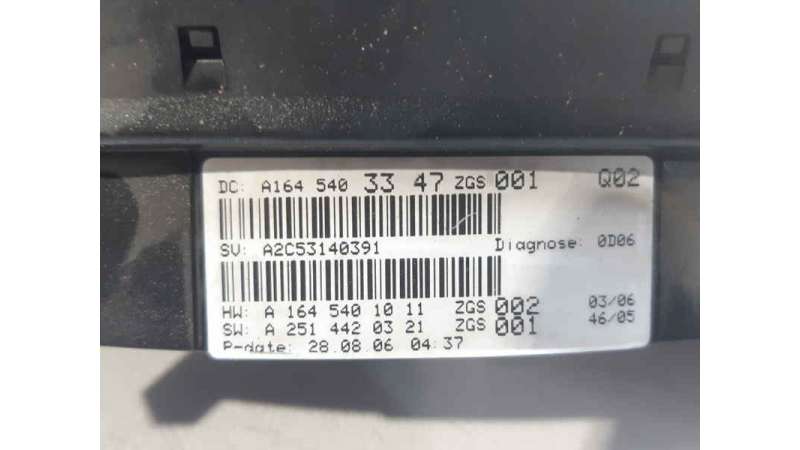 DC: A164 540 33 47 ZGS 001 Q02
SV: A2C53140391 Diagnose: 0D06
HW: A 164 540 10 11 ZGS 002 03/06
SW: A 251 442 03 21 ZGS 001 46/05
P-date: 28.08.06 04:37